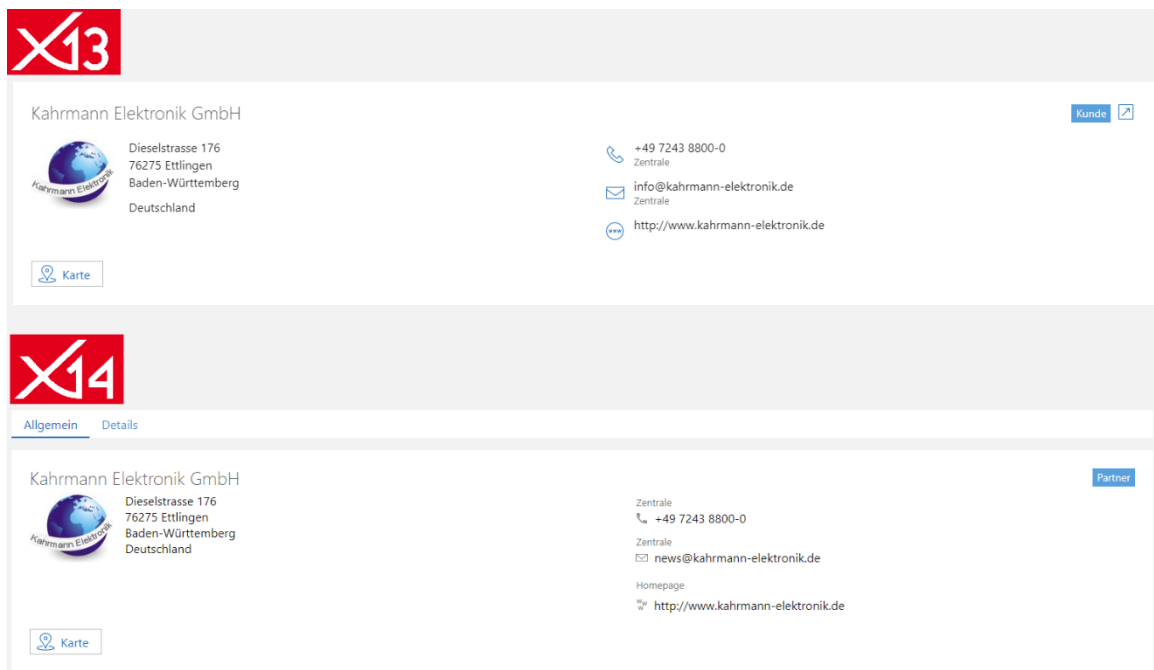 X13
Kahrmann Elektronik GmbH
Kunde
Kahrmann Elektronik
Dieselstrasse 176
76275 Ettlingen
Baden-Württemberg
Deutschland
+49 7243 8800-0
Zentrale
info@kahrmann-elektronik.de
Zentrale
www
http://www.kahrmann-elektronik.de
Karte
X14
Allgemein Details
Kahrmann Elektronik GmbH
Partner
Kahrmann Elektronik
Dieselstrasse 176
76275 Ettlingen
Baden-Württemberg
Deutschland
Zentrale
+49 7243 8800-0
Zentrale
news@kahrmann-elektronik.de
Homepage
www
http://www.kahrmann-elektronik.de
Karte